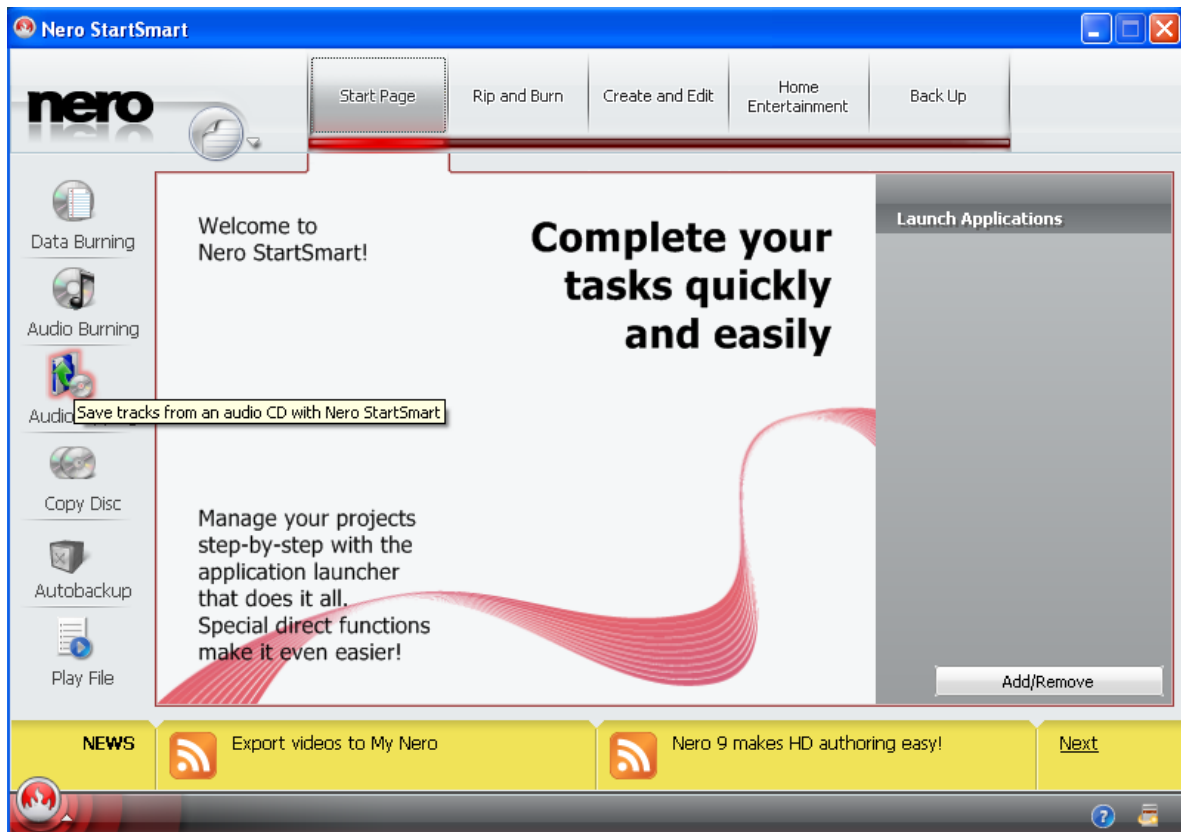 Nero StartSmart
nero
Start Page
Rip and Burn
Create and Edit
Home
Entertainment
Back Up
Data Burning
Audio Burning
Audio
Save tracks from an audio CD with Nero StartSmart
Copy Disc
Autobackup
Play File
Welcome to
Nero StartSmart!
Complete your
tasks quickly
and easily
Manage your projects
step-by-step with the
application launcher
that does it all.
Special direct functions
make it even easier!
Launch Applications
Add/Remove
NEWS
Export videos to My Nero
Nero 9 makes HD authoring easy!
Next